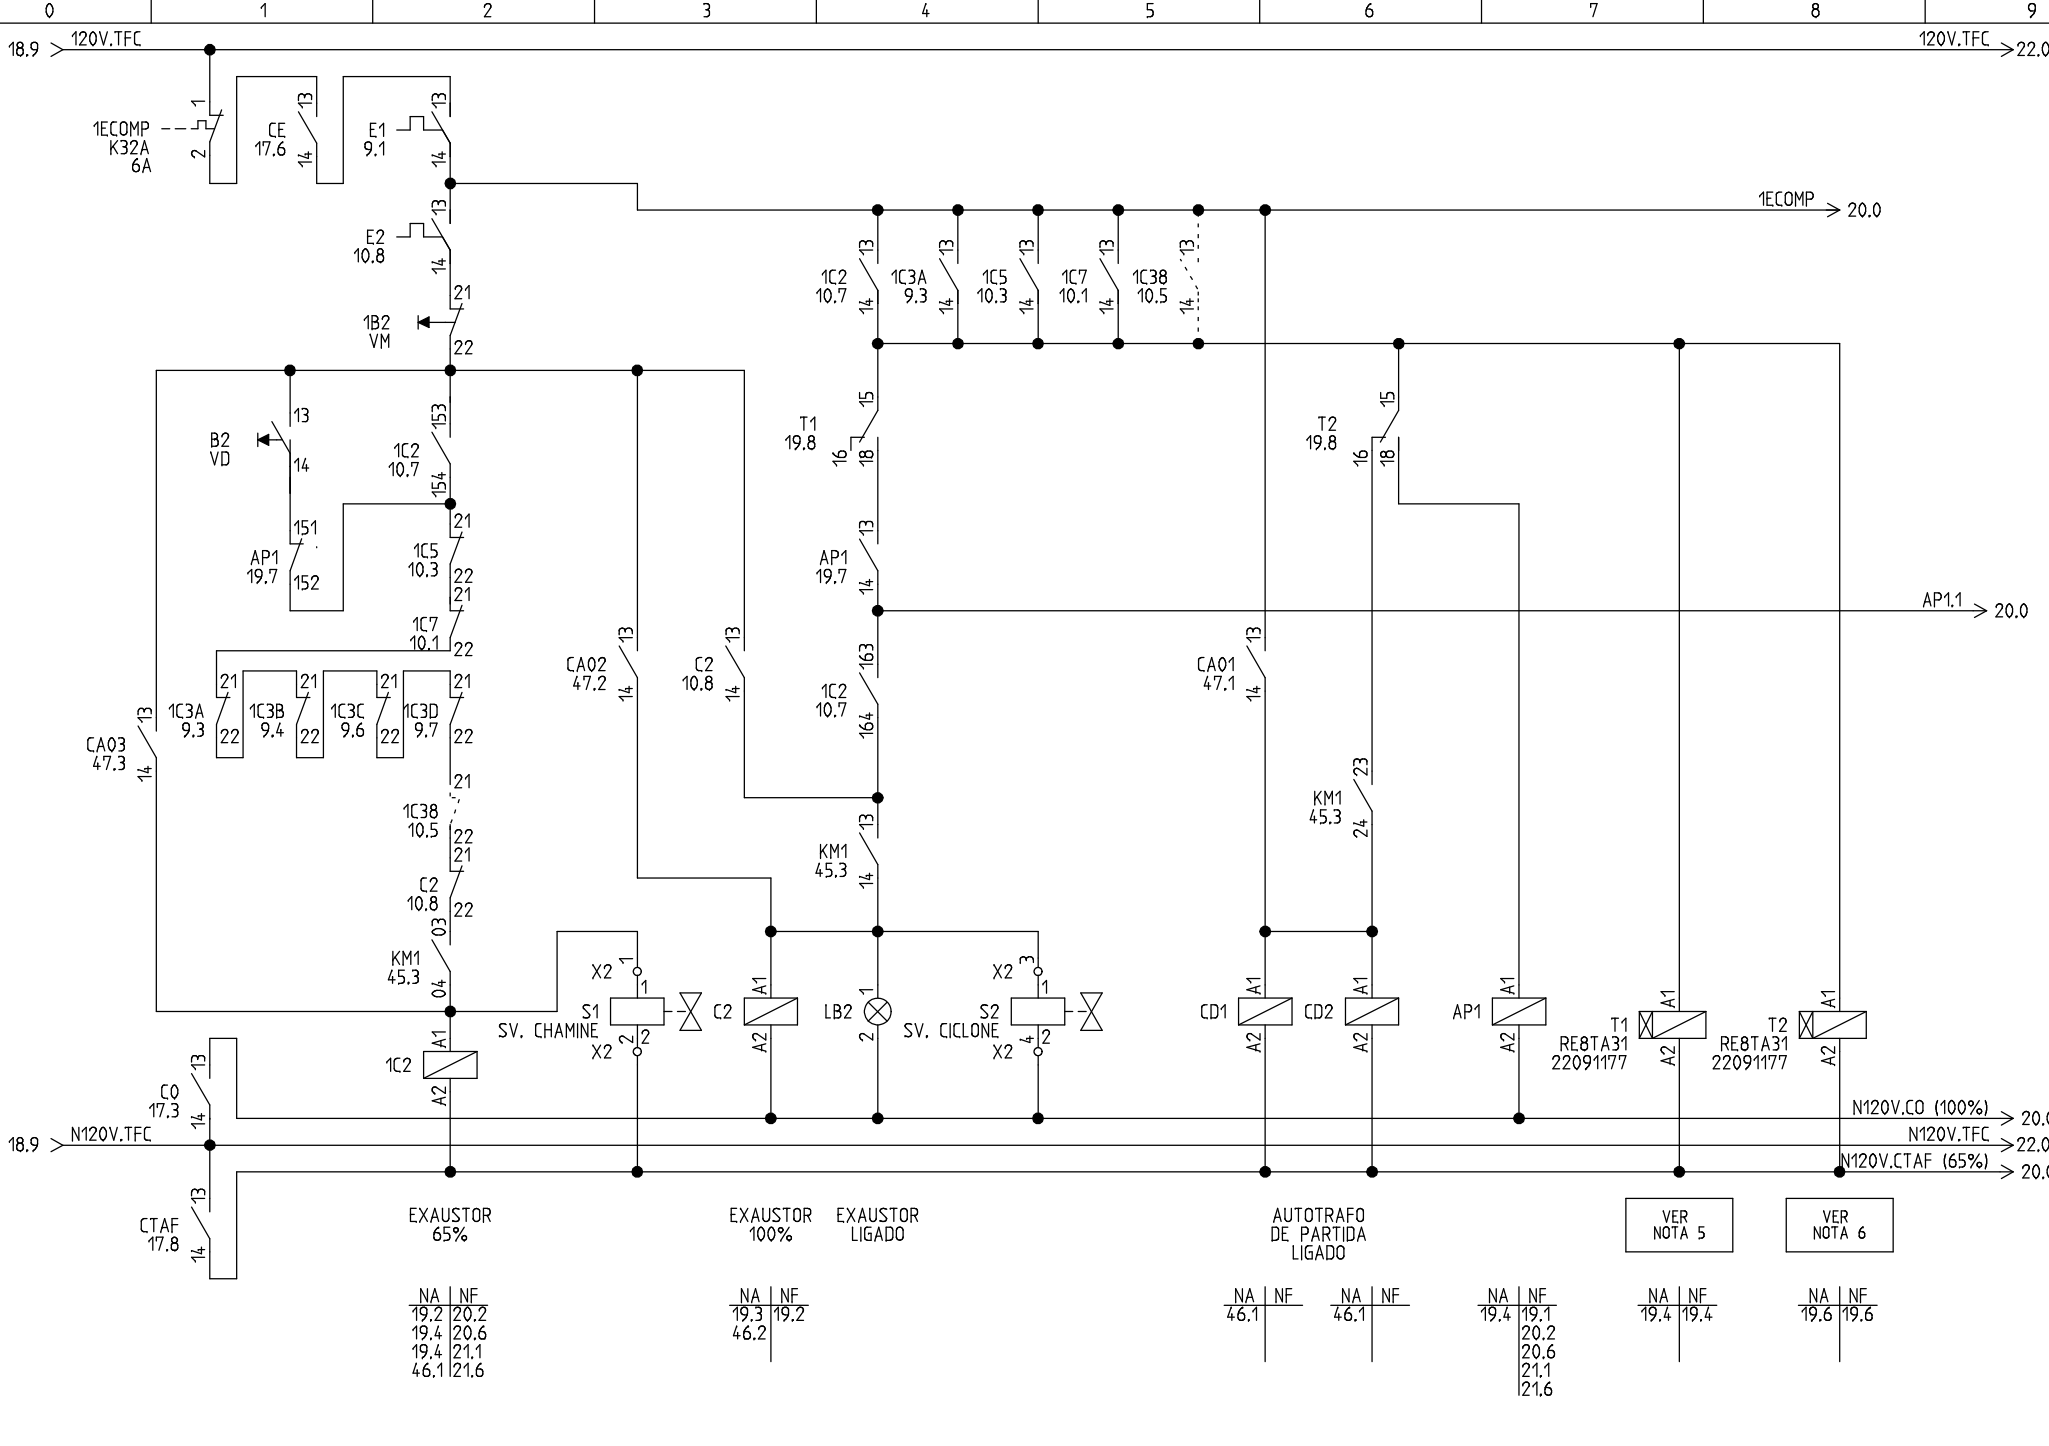 0 1 2 3 4 5 6 7 8 9
18.9 120V.TFC 120V.TFC 22.0
1ECOMP
K32A
6A
1
2
CE
17.6
13
14
E1
9.1
13
14
1ECOMP 20.0
E2
10.8
13
14
1C2
10.7
13
14
1C3A
9.3
13
14
1C5
10.3
13
14
1C7
10.1
13
14
1C38
10.5
13
14
1B2
VM
21
22
B2
VD
13
14
1C2
10.7
153
154
T1
19.8
15
16 18
T2
19.8
15
16 18
AP1
19.7
151
152
1C5
10.3
21
22
1C7
10.1
21
22
AP1
19.7
13
14
AP1.1 20.0
CA03
47.3
13
14
1C3A
9.3
21
22
1C3B
9.4
21
22
1C3C
9.6
21
22
1C3D
9.7
21
22
CA02
47.2
13
14
C2
10.8
13
14
1C2
10.7
163
164
CA01
47.1
13
14
1C38
10.5
21
22
C2
10.8
21
22
KM1
45.3
13
14
KM1
45.3
23
24
KM1
45.3
03
04
X2 1
1
S1
SV. CHAMINE
2 2
X2
C2
A1
A2
LB2
1
2
X2 3
1
S2
SV. CICLONE
4 2
X2
CD1
A1
A2
CD2
A1
A2
AP1
A1
A2
T1
RE8TA31
22091177
A1
A2
T2
RE8TA31
22091177
A1
A2
1C2
A1
A2
C0
17.3
13
14
N120V.CO (100%) 20.0
18.9 N120V.TFC N120V.TFC 22.0
N120V.CTAF (65%) 20.0
CTAF
17.8
13
14
EXAUSTOR
65%
EXAUSTOR
100%
EXAUSTOR
LIGADO
AUTOTRAFO
DE PARTIDA
LIGADO
VER
NOTA 5
VER
NOTA 6
NA NF
19.2 20.2
19.4 20.6
19.4 21.1
46.1 21.6
NA NF
19.3 19.2
46.2
NA NF
46.1
NA NF
46.1
NA NF
19.4 19.1
20.2
20.6
21.1
21.6
NA NF
19.4 19.4
NA NF
19.6 19.6